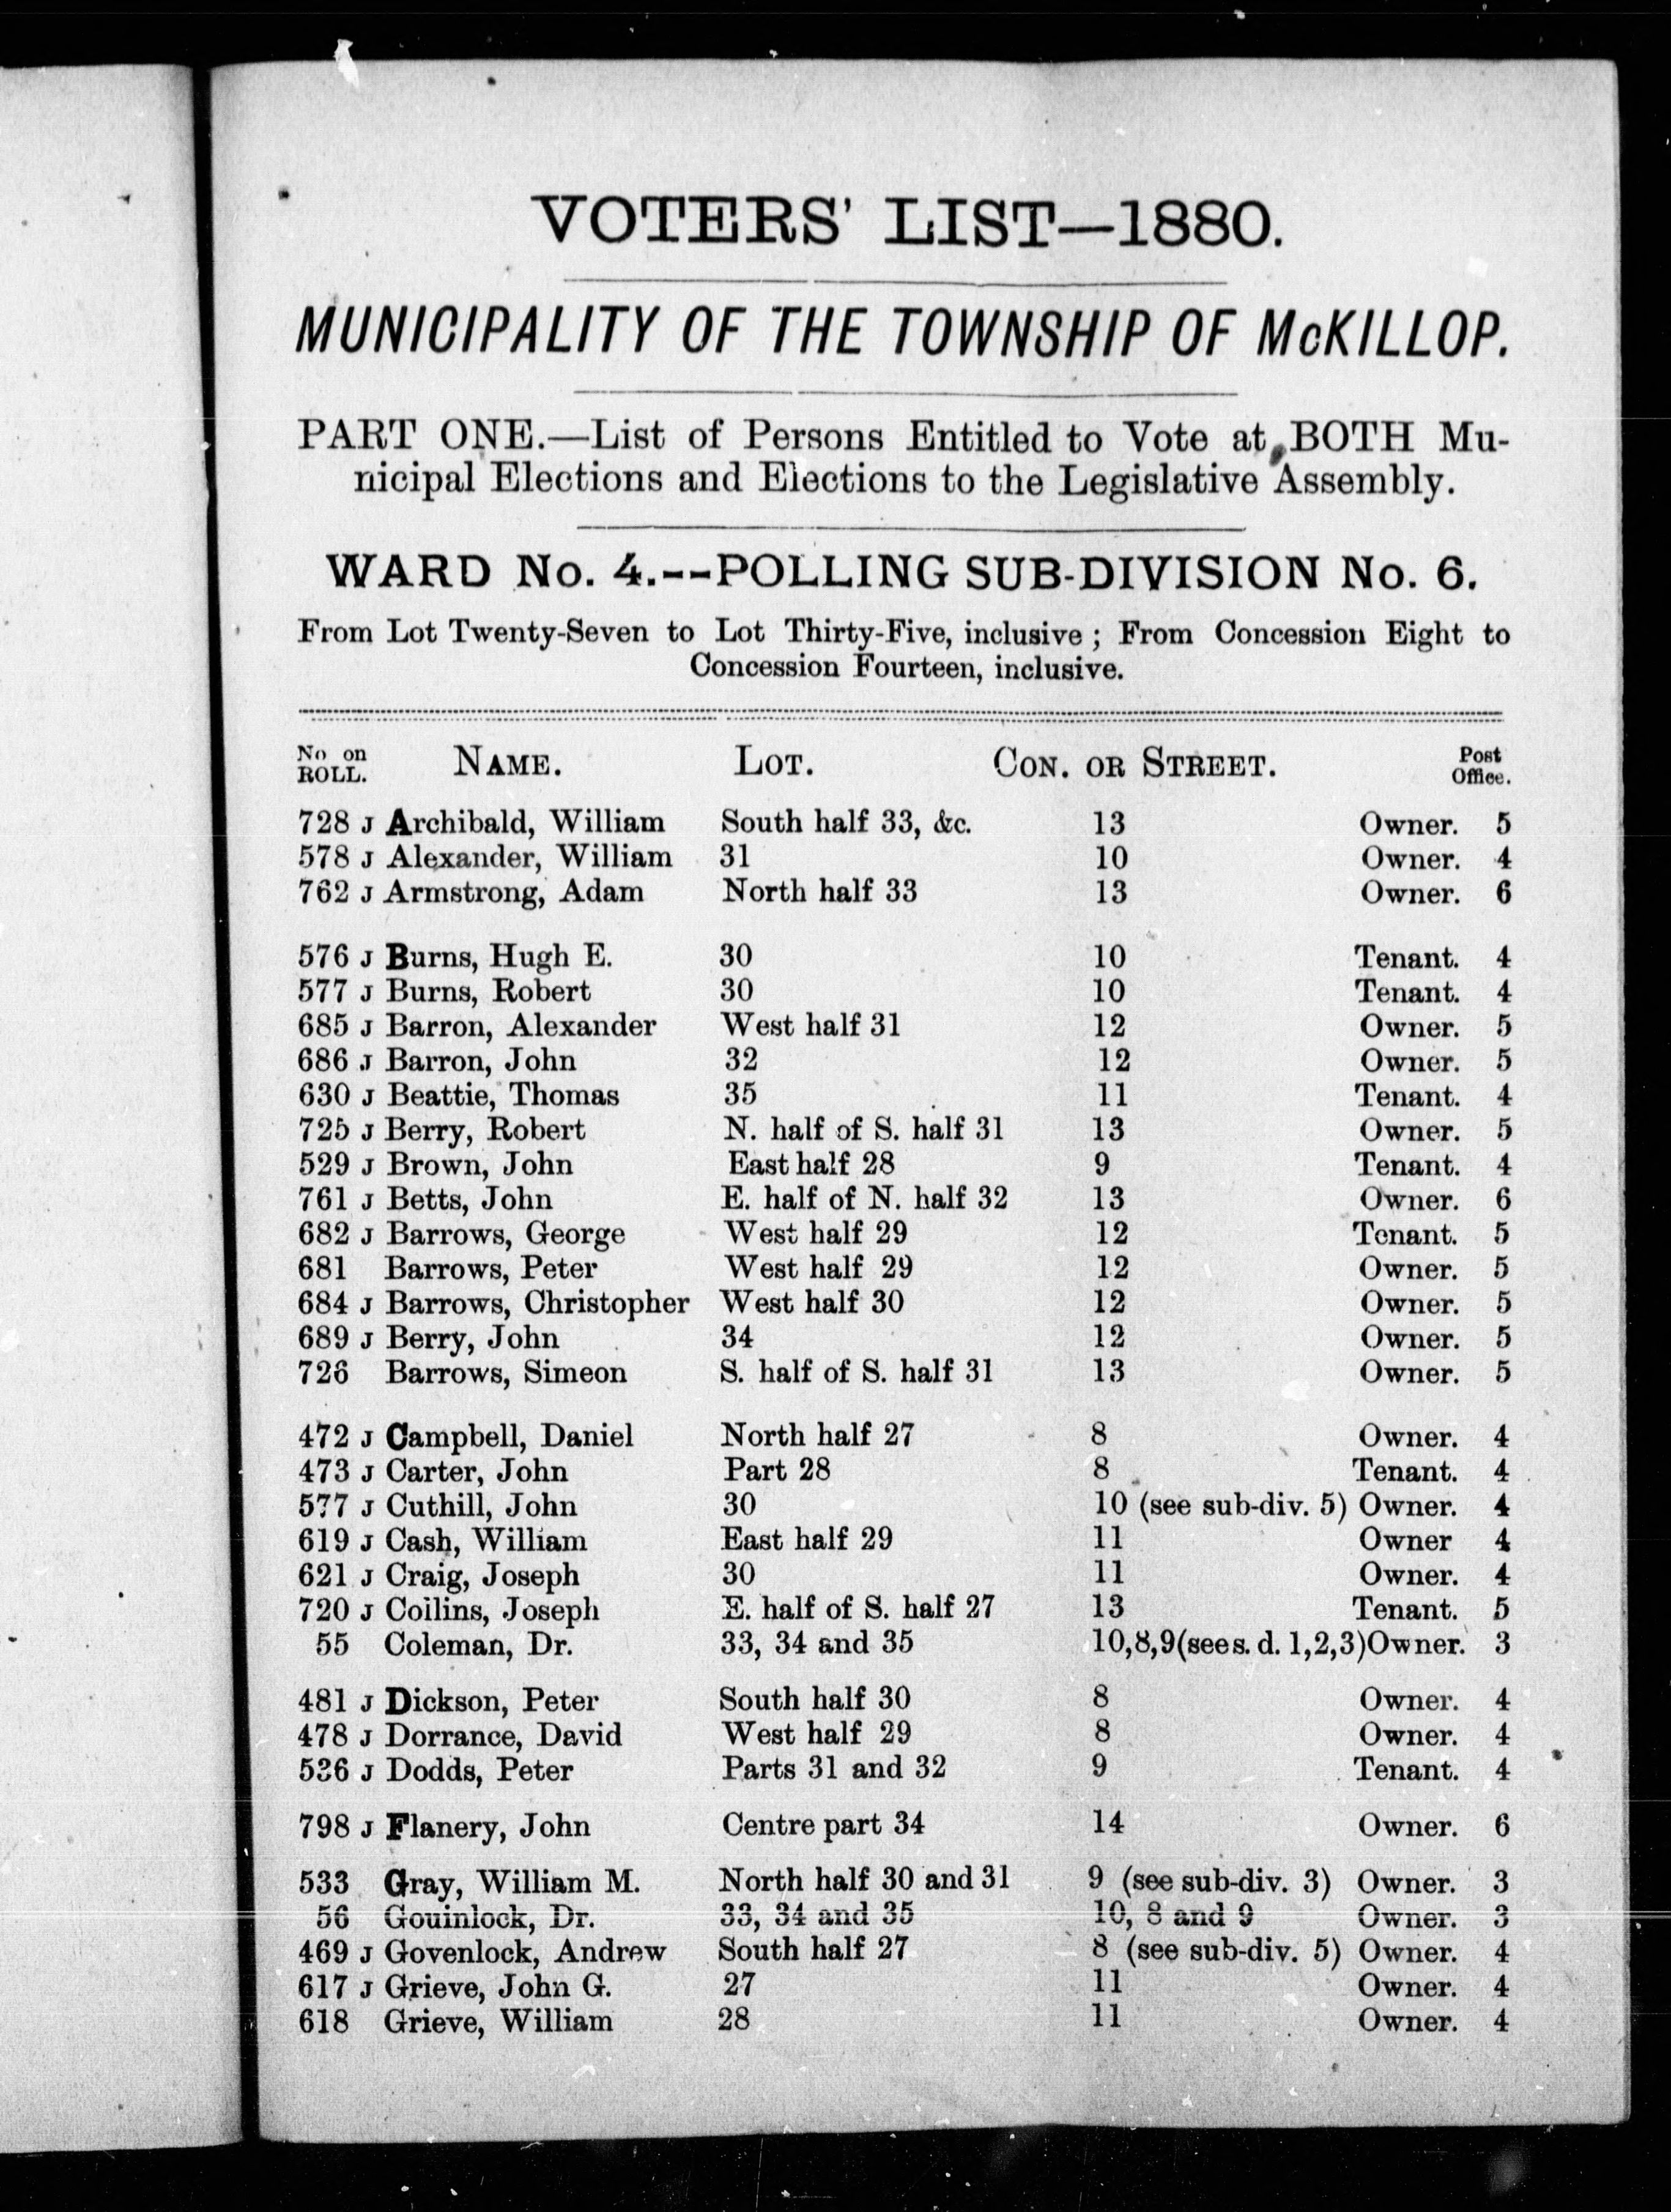 VOTERS' LIST—1880.
MUNICIPALITY OF THE TOWNSHIP OF McKILLOP.
PART ONE.—List of Persons Entitled to Vote at BOTH Mu-
nicipal Elections and Elections to the Legislative Assembly.
WARD No. 4.--POLLING SUB-DIVISION No. 6.
From Lot Twenty-Seven to Lot Thirty-Five, inclusive ; From Concession Eight to
Concession Fourteen, inclusive.
No on ROLL. NAME. LOT. CON. OR STREET. Post Office.
728 J Archibald, William South half 33, &c. 13 Owner. 5
578 J Alexander, William 31 10 Owner. 4
762 J Armstrong, Adam North half 33 13 Owner. 6
576 J Burns, Hugh E. 30 10 Tenant. 4
577 J Burns, Robert 30 10 Tenant. 4
685 J Barron, Alexander West half 31 12 Owner. 5
686 J Barron, John 32 12 Owner. 5
630 J Beattie, Thomas 35 11 Tenant. 4
725 J Berry, Robert N. half of S. half 31 13 Owner. 5
529 J Brown, John East half 28 9 Tenant. 4
761 J Betts, John E. half of N. half 32 13 Owner. 6
682 J Barrows, George West half 29 12 Tenant. 5
681 Barrows, Peter West half 29 12 Owner. 5
684 J Barrows, Christopher West half 30 12 Owner. 5
689 J Berry, John 34 12 Owner. 5
726 Barrows, Simeon S. half of S. half 31 13 Owner. 5
472 J Campbell, Daniel North half 27 8 Owner. 4
473 J Carter, John Part 28 8 Tenant. 4
577 J Cuthill, John 30 10 (see sub-div. 5) Owner. 4
619 J Cash, William East half 29 11 Owner 4
621 J Craig, Joseph 30 11 Owner. 4
720 J Coilins, Joseph E. half of S. half 27 13 Tenant. 5
55 Coleman, Dr. 33, 34 and 35 10,8,9(see s. d. 1,2,3)Owner. 3
481 J Dickson, Peter South half 30 8 Owner. 4
478 J Dorrance, David West half 29 8 Owner. 4
536 J Dodds, Peter Parts 31 and 32 9 Tenant. 4
798 J Flanery, John Centre part 34 14 Owner. 6
533 Gray, William M. North half 30 and 31 9 (see sub-div. 3) Owner. 3
56 Gouinlock, Dr. 33, 34 and 35 10, 8 and 9 Owner. 3
469 J Govenlock, Andrew South half 27 8 (see sub-div. 5) Owner. 4
617 J Grieve, John G. 27 11 Owner. 4
618 Grieve, William 28 11 Owner. 4